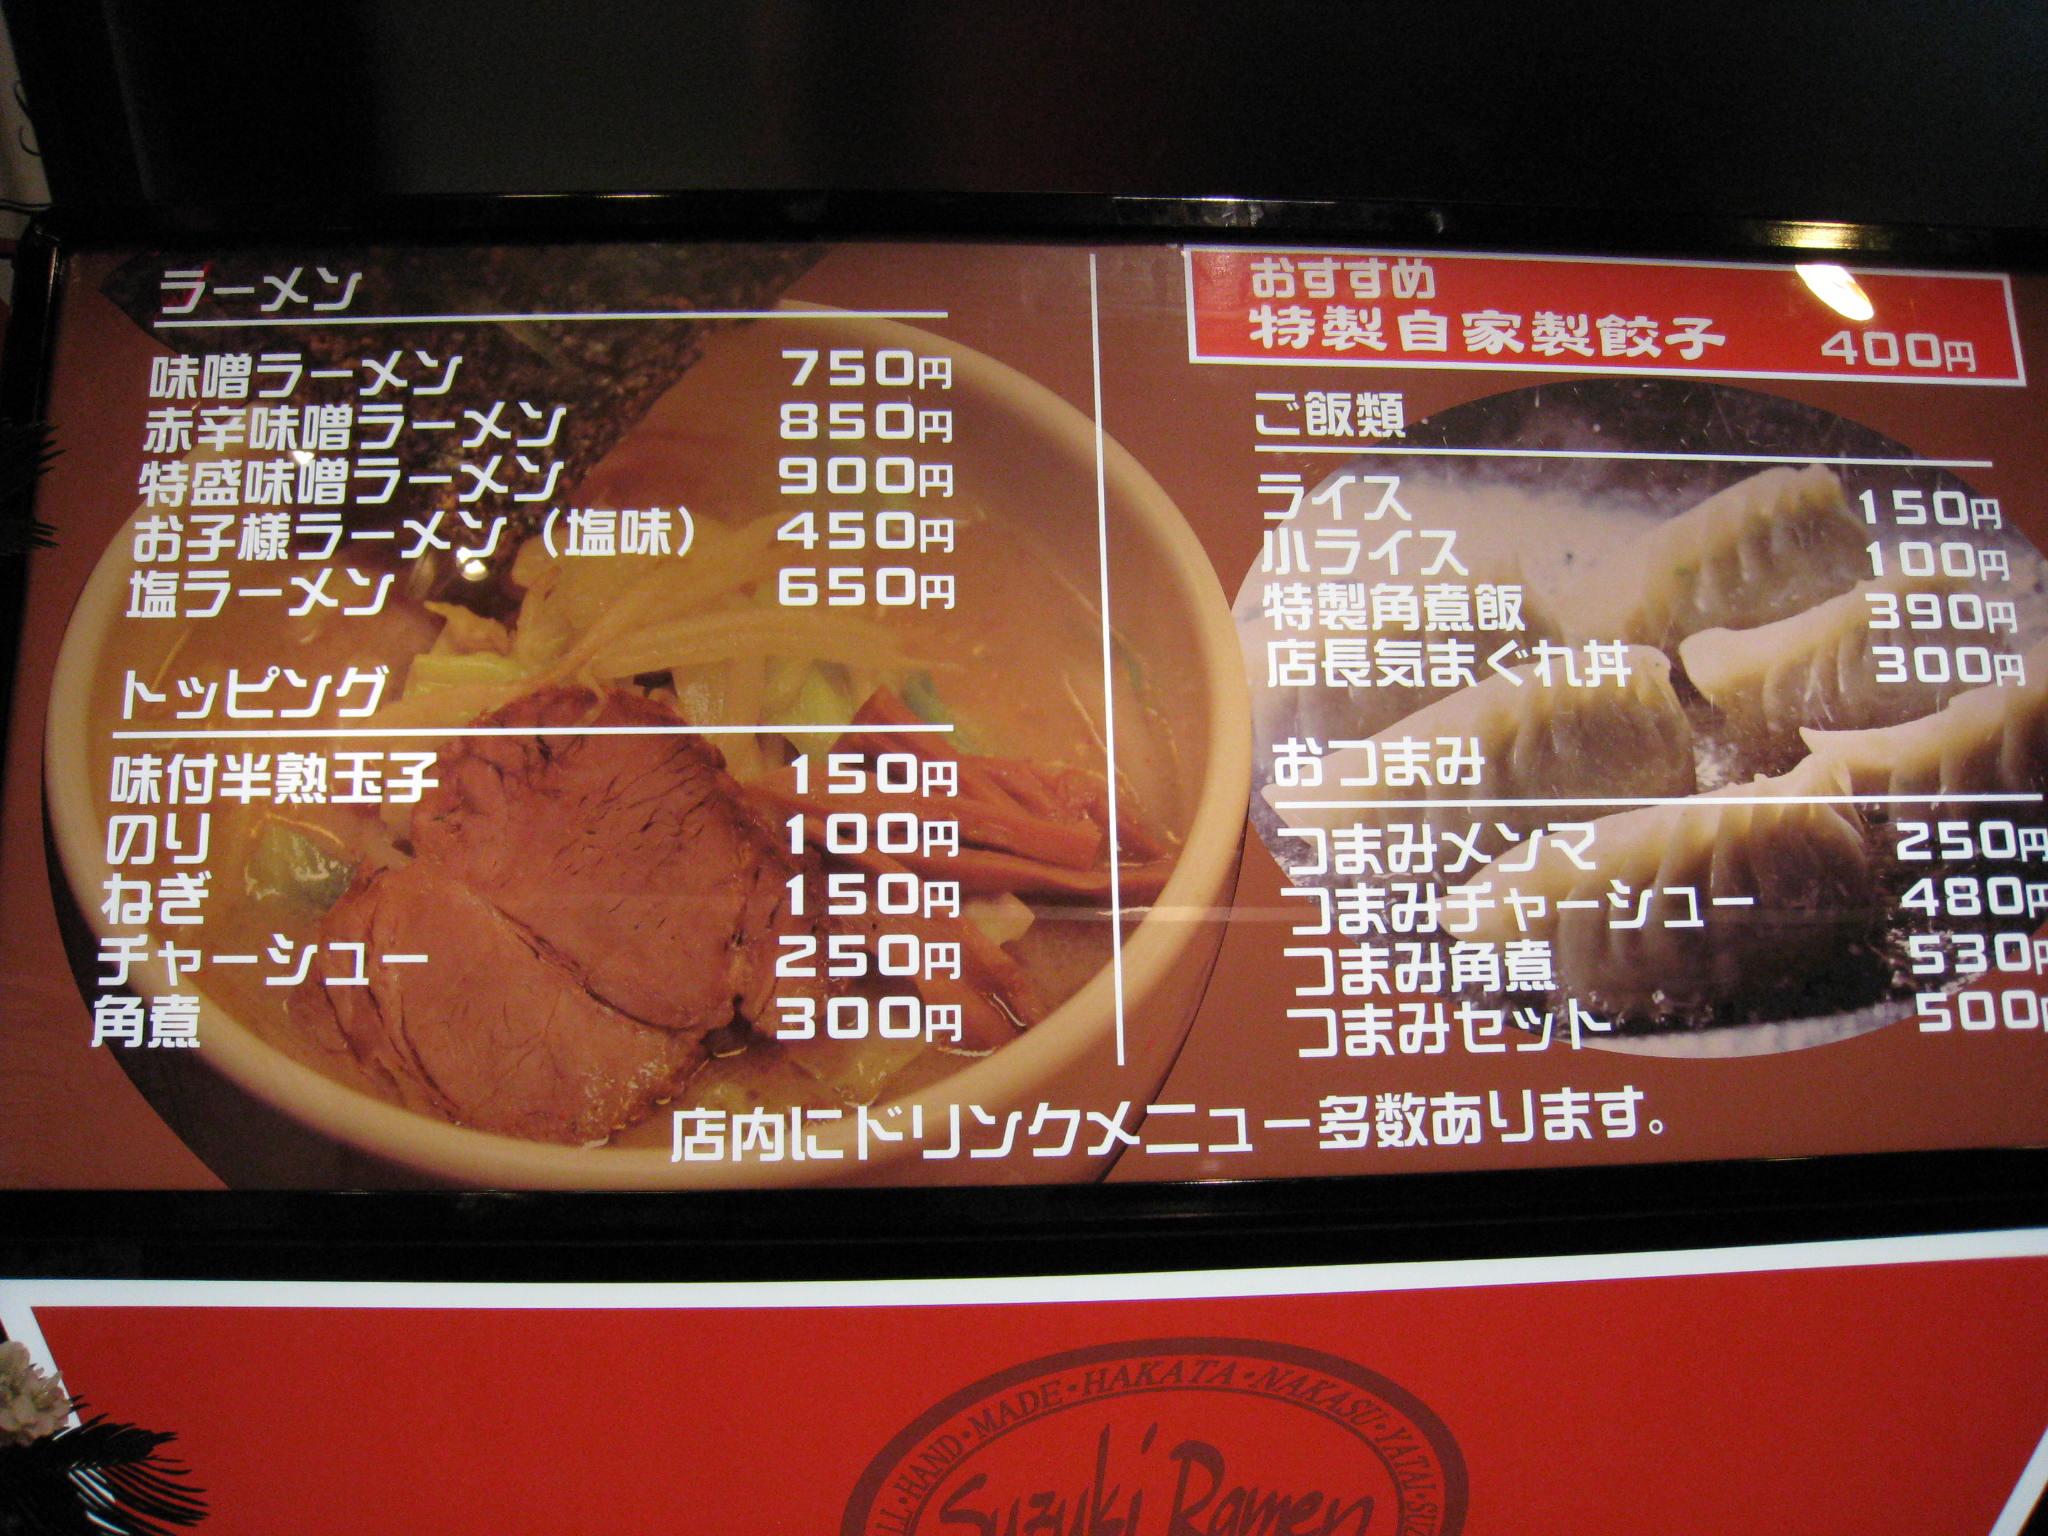 ラーメン
味噌ラーメン 750円
赤辛味噌ラーメン 850円
特盛味噌ラーメン 900円
お子様ラーメン（塩味） 450円
塩ラーメン 650円
トッピング
味付半熟玉子 150円
のり 100円
ねぎ 150円
チャーシュー 250円
角煮 300円
おすすめ
特製自家製餃子 400円
ご飯類
ライス 150円
小ライス 100円
特製角煮飯 390円
店長気まぐれ丼 300円
おつまみ
つまみメンマ 250円
つまみチャーシュー 480円
つまみ角煮 530円
つまみセット 500円
店内にドリンクメニュー多数あります。
HAND・MADE・HAKATA・NAKASU・YATAI
Suzuki Ramen